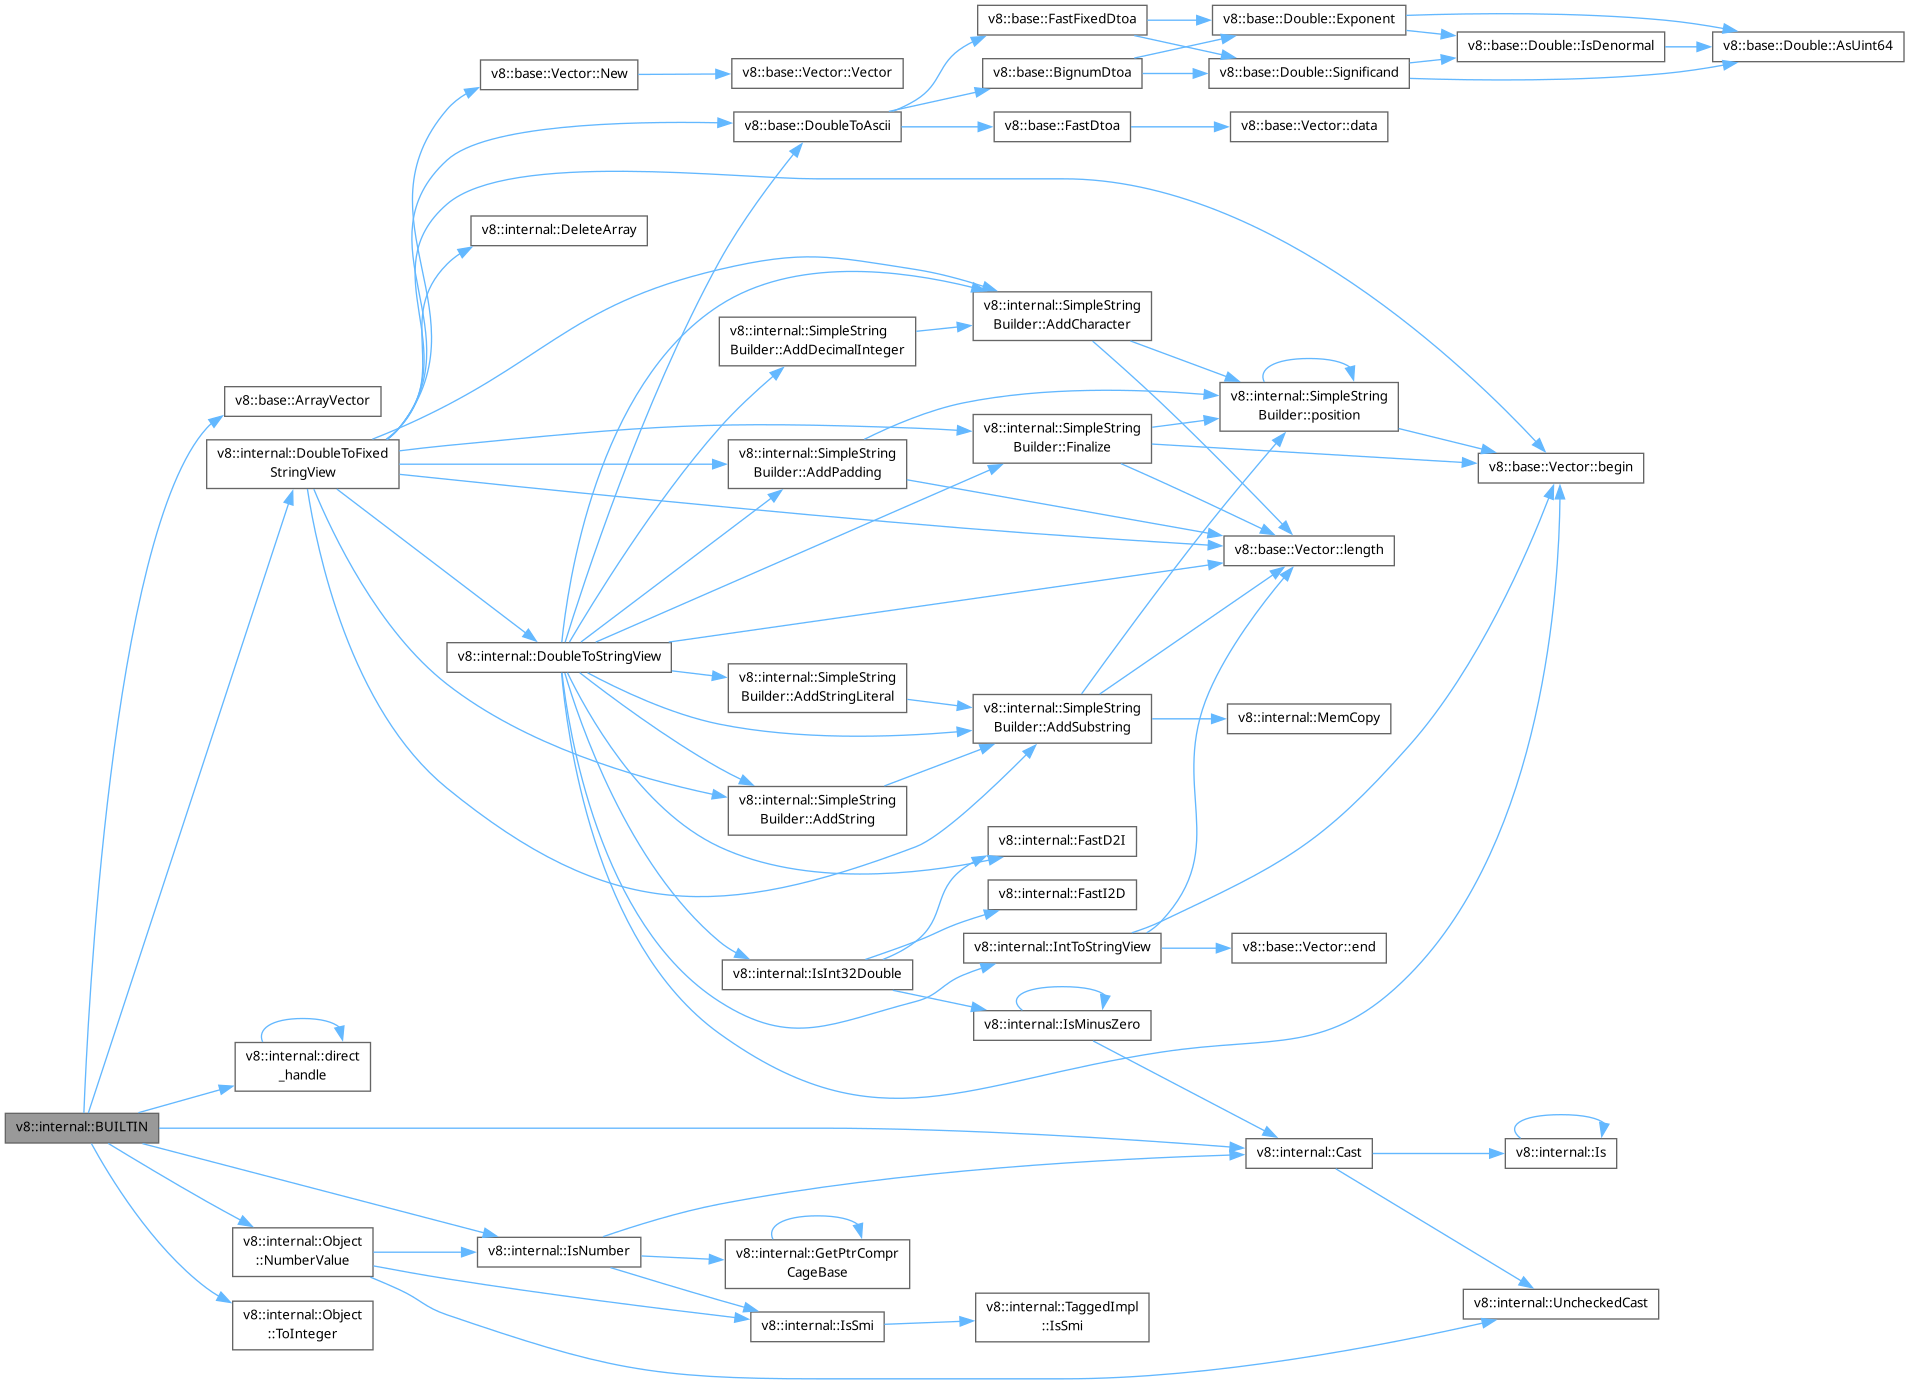 v8::base::FastFixedDtoa
v8::base::Double::Exponent
v8::base::Double::IsDenormal
v8::base::Double::AsUint64
v8::base::Vector::New
v8::base::Vector::Vector
v8::base::BignumDtoa
v8::base::Double::Significand
v8::base::DoubleToAscii
v8::base::FastDtoa
v8::base::Vector::data
v8::internal::DeleteArray
v8::internal::SimpleString
Builder::AddCharacter
v8::internal::SimpleString
Builder::AddDecimalInteger
v8::base::ArrayVector
v8::internal::SimpleString
Builder::position
v8::internal::DoubleToFixed
StringView
v8::internal::SimpleString
Builder::AddPadding
v8::internal::SimpleString
Builder::Finalize
v8::base::Vector::begin
v8::base::Vector::length
v8::internal::DoubleToStringView
v8::internal::SimpleString
Builder::AddStringLiteral
v8::internal::SimpleString
Builder::AddSubstring
v8::internal::MemCopy
v8::internal::SimpleString
Builder::AddString
v8::internal::FastD2I
v8::internal::FastI2D
v8::internal::IntToStringView
v8::base::Vector::end
v8::internal::IsInt32Double
v8::internal::IsMinusZero
v8::internal::direct
_handle
v8::internal::BUILTIN
v8::internal::Cast
v8::internal::Is
v8::internal::Object
::NumberValue
v8::internal::IsNumber
v8::internal::GetPtrCompr
CageBase
v8::internal::UncheckedCast
v8::internal::Object
::ToInteger
v8::internal::IsSmi
v8::internal::TaggedImpl
::IsSmi